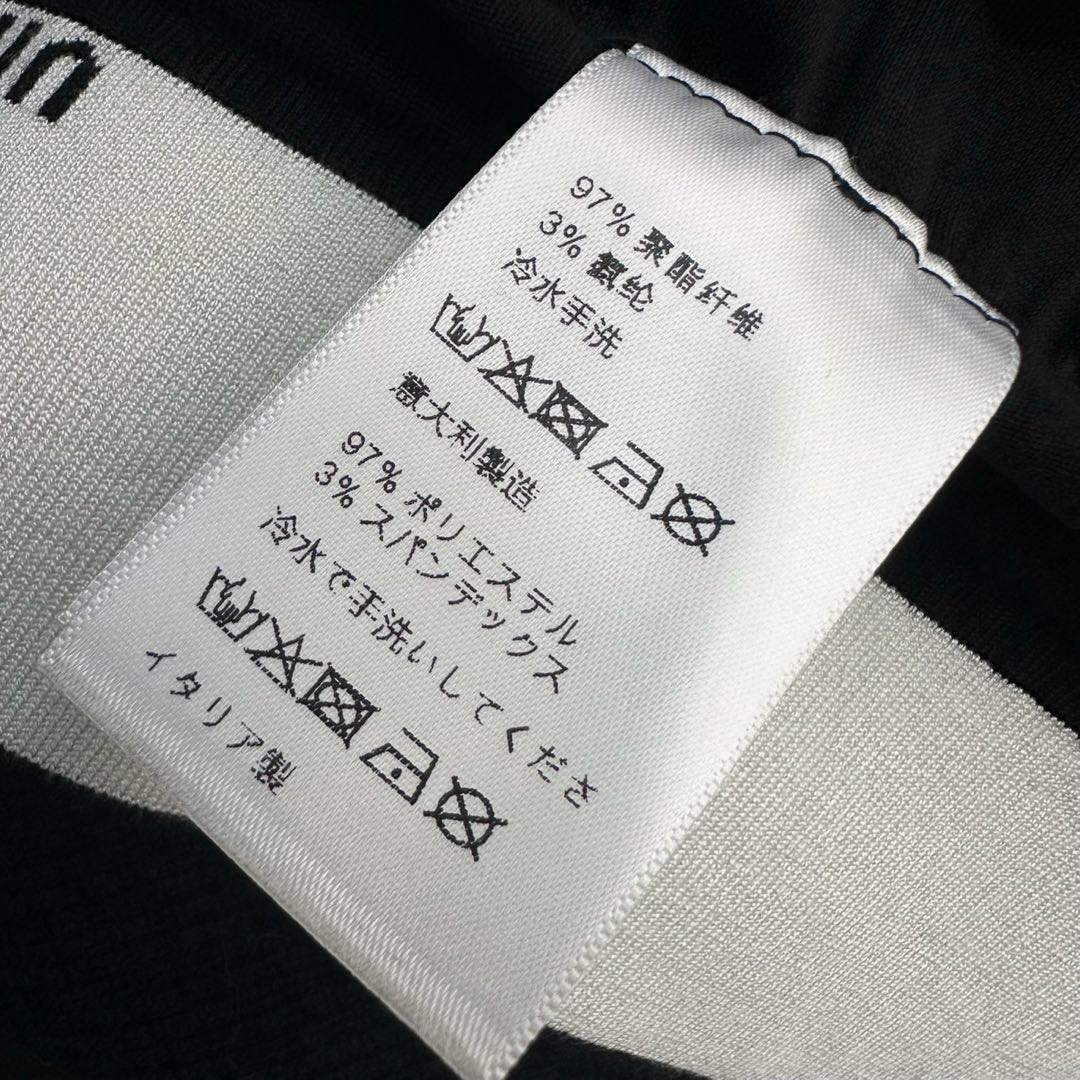 97% 聚酯纤维
3% 氨纶
冷水手洗
意大利製造
97% ポリエステル
3% スパンデックス
冷水で手洗いしてくださ
イタリア製